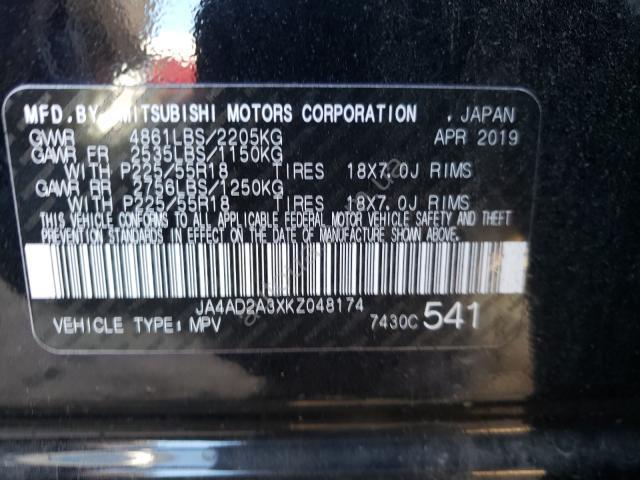 MFD.BY MITSUBISHI MOTORS CORPORATION . JAPAN
GVWR 4861LBS/2205KG APR 2019
GAWR FR 2535LBS/1150KG
WITH P225/55R18 TIRES 18X7.0J RIMS
GAWR RR 2756LBS/1250KG
WITH P225/55R18 TIRES 18X7.0J RIMS
THIS VEHICLE CONFORMS TO ALL APPLICABLE FEDERAL MOTOR VEHICLE SAFETY AND THEFT
PREVENTION STANDARDS IN EFFECT ON THE DATE OF MANUFACTURE SHOWN ABOVE.
JA4AD2A3XKZ048174
VEHICLE TYPE: MPV 7430C 541